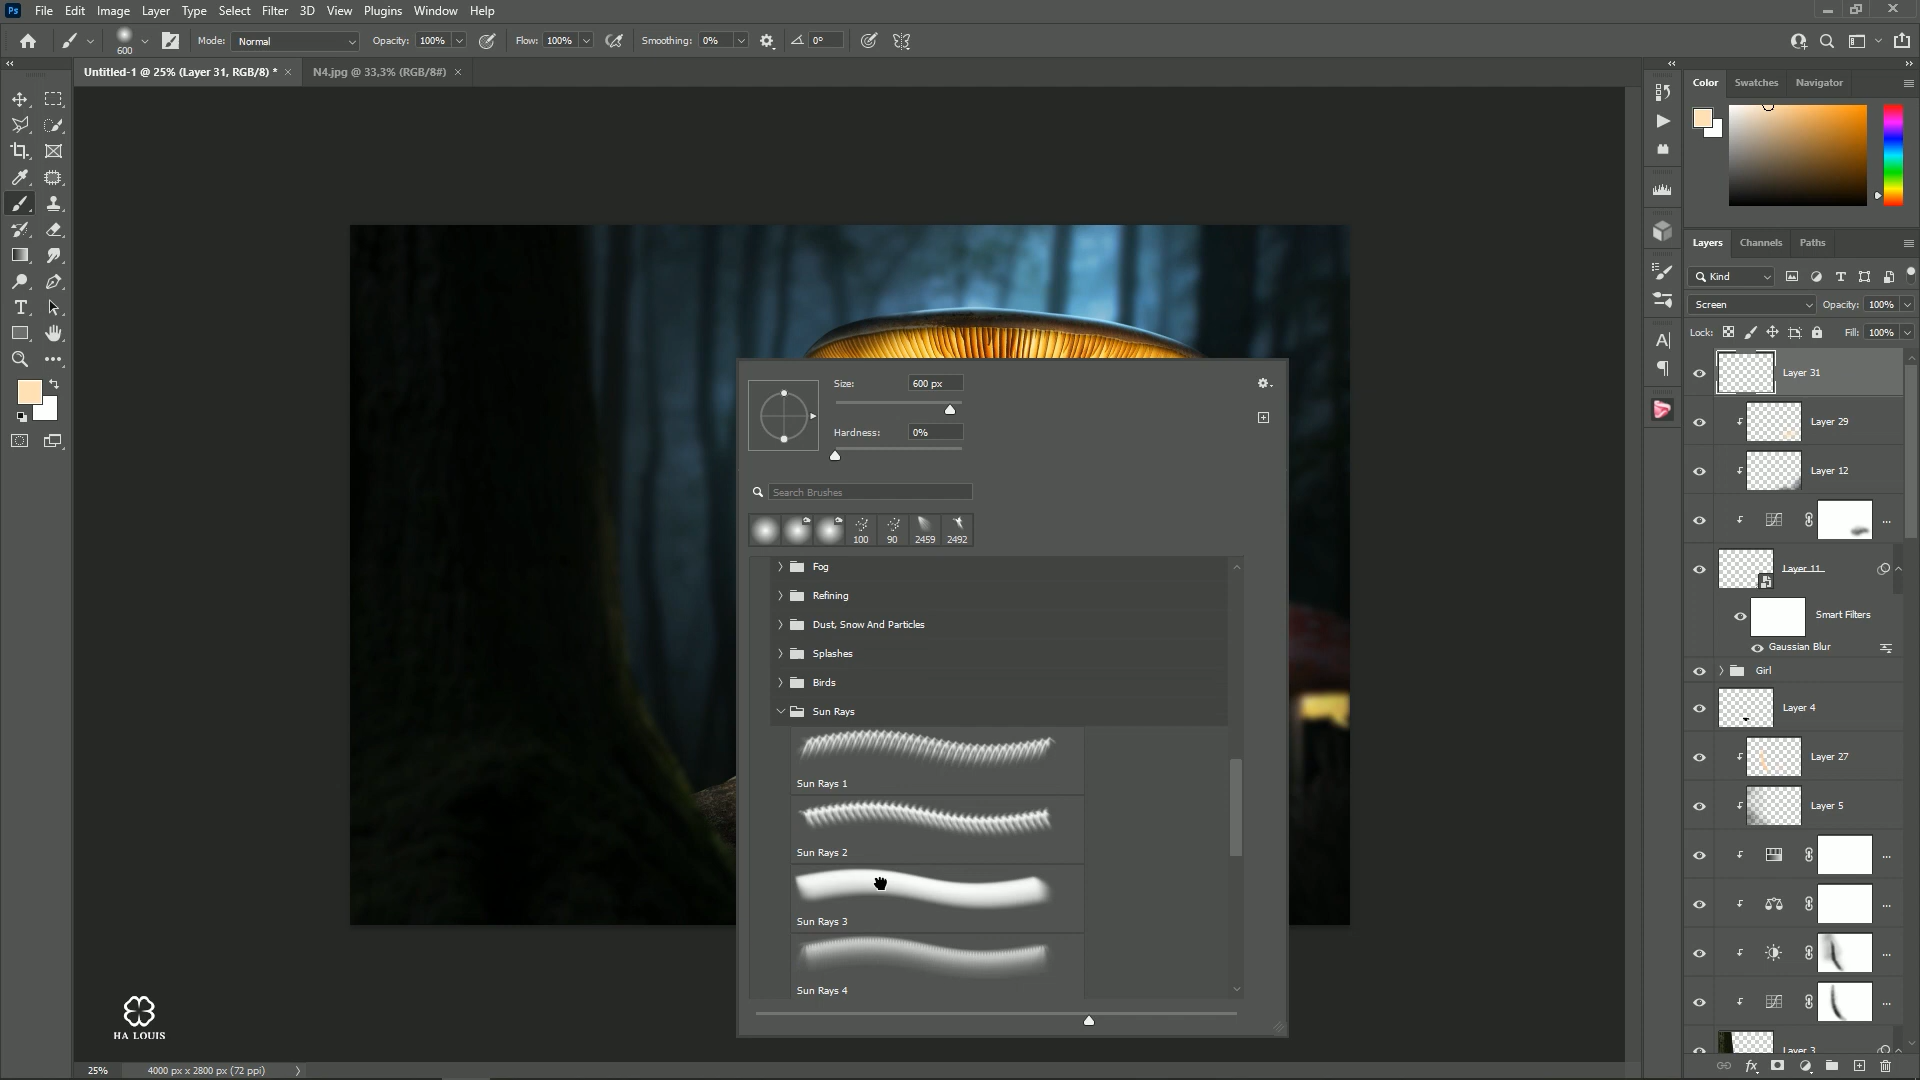 Ps File Edit Image Layer Type Select Filter 3D View Plugins Window Help
600 Mode: Normal Opacity: 100% Flow: 100% Smoothing: 0% 0°
Untitled-1 @ 25% (Layer 31, RGB/8) * × N4.jpg @ 33,3% (RGB/8#) ×
Color Swatches Navigator
Layers Channels Paths
Kind
Screen Opacity: 100%
Lock: Fill: 100%
Layer 31
Layer 29
Layer 12
Layer 11
Smart Filters
Gaussian Blur
Girl
Layer 4
Layer 27
Layer 5
Layer 3
Size: 600 px
Hardness: 0%
Search Brushes
100 90 2459 2492
Fog
Refining
Dust, Snow And Particles
Splashes
Birds
Sun Rays
Sun Rays 1
Sun Rays 2
Sun Rays 3
Sun Rays 4
HA LOUIS
25% 4000 px x 2800 px (72 ppi)